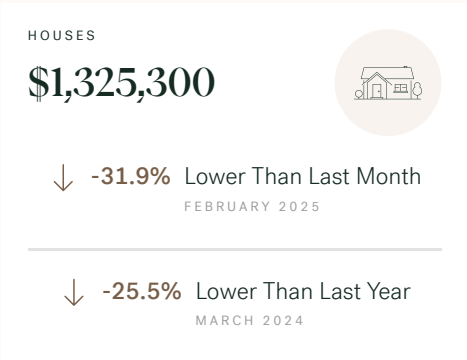 HOUSES
$1,325,300
-31.9% Lower Than Last Month
FEBRUARY 2025
-25.5% Lower Than Last Year
MARCH 2024